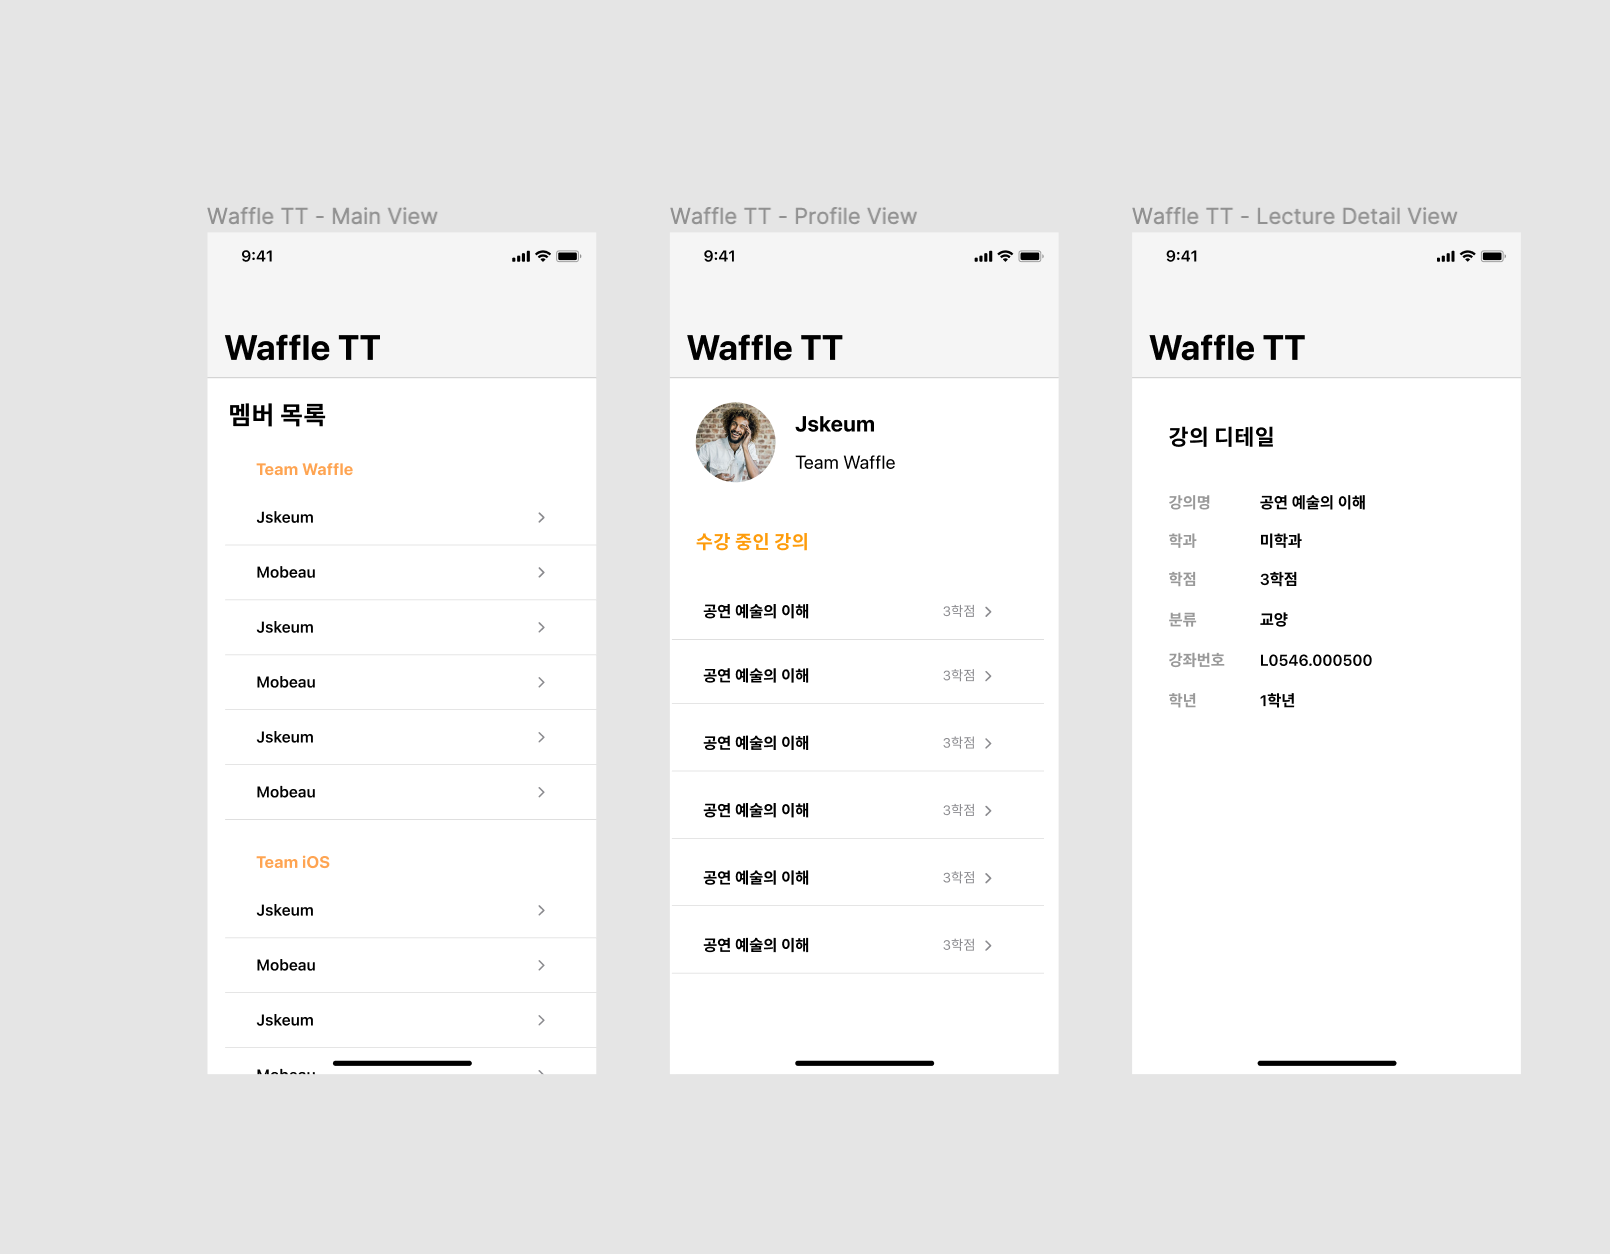 Waffle TT - Main View
9:41
Waffle TT
멤버 목록
Team Waffle
Jskeum
Mobeau
Jskeum
Mobeau
Jskeum
Mobeau
Team iOS
Jskeum
Mobeau
Jskeum
Mobeau
Waffle TT - Profile View
9:41
Waffle TT
Jskeum
Team Waffle
수강 중인 강의
공연 예술의 이해 3학점
공연 예술의 이해 3학점
공연 예술의 이해 3학점
공연 예술의 이해 3학점
공연 예술의 이해 3학점
공연 예술의 이해 3학점
Waffle TT - Lecture Detail View
9:41
Waffle TT
강의 디테일
강의명 공연 예술의 이해
학과 미학과
학점 3학점
분류 교양
강좌번호 L0546.000500
학년 1학년